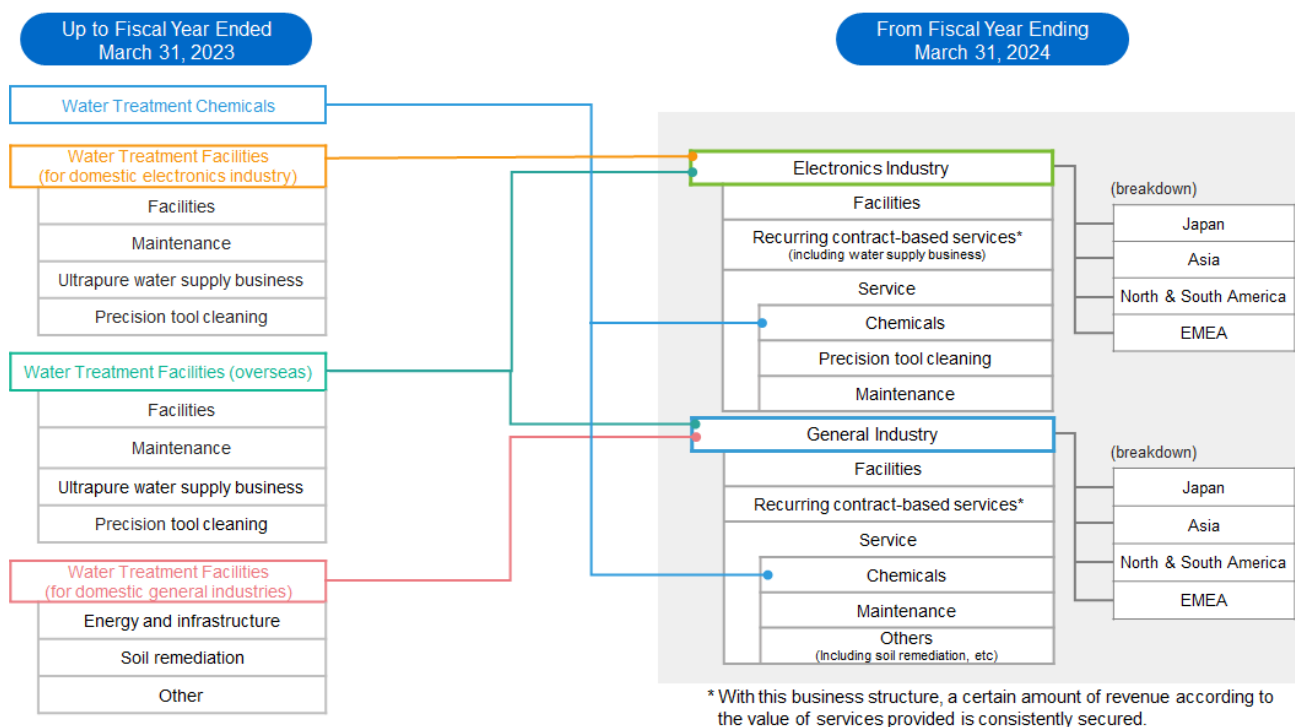 Up to Fiscal Year Ended
March 31, 2023
Water Treatment Chemicals
Water Treatment Facilities
(for domestic electronics industry)
Facilities
Maintenance
Ultrapure water supply business
Precision tool cleaning
Water Treatment Facilities (overseas)
Facilities
Maintenance
Ultrapure water supply business
Precision tool cleaning
Water Treatment Facilities
(for domestic general industries)
Energy and infrastructure
Soil remediation
Other
From Fiscal Year Ending
March 31, 2024
Electronics Industry
Facilities
Recurring contract-based services*
(including water supply business)
Service
Chemicals
Precision tool cleaning
Maintenance
(breakdown)
Japan
Asia
North & South America
EMEA
General Industry
Facilities
Recurring contract-based services*
Service
Chemicals
Maintenance
Others
(Including soil remediation, etc)
(breakdown)
Japan
Asia
North & South America
EMEA
* With this business structure, a certain amount of revenue according to
the value of services provided is consistently secured.